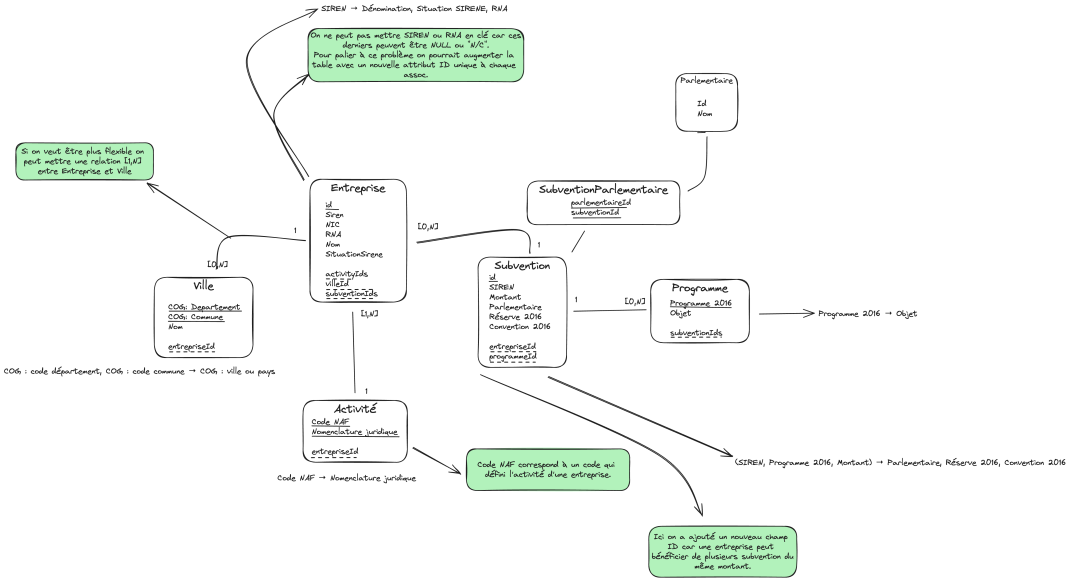 SIREN → Dénomination, Situation SIRENE, RNA
On ne peut pas mettre SIREN ou RNA en clé car ces
derniers peuvent être NULL ou "N/C".
Pour palier à ce problème on pourrait augmenter la
table avec un nouvelle attribut ID unique à chaque
assoc.
Parlementaire
Id
Nom
Si on veut être plus flexible on
peut mettre une relation [1,N]
entre Entreprise et Ville
Entreprise
id
Siren
NIC
RNA
Nom
SituationSirene
activityIds
villeId
subventionIds
SubventionParlementaire
parlementaireId
subventionId
1
[0,N]
[0,N]
1
Ville
COG: Departement
COG: Commune
Nom
entrepriseId
COG : code département, COG : code commune → COG : ville ou pays
Subvention
id
SIREN
Montant
Parlementaire
Réserve 2016
Convention 2016
entrepriseId
programmeId
1
[0,N]
Programme
Programme 2016
Objet
subventionIds
Programme 2016 → Objet
[1,N]
1
Activité
Code NAF
Nomenclature juridique
entrepriseId
Code NAF → Nomenclature juridique
Code NAF correspond à un code qui
défini l'activité d'une entreprise.
(SIREN, Programme 2016, Montant) → Parlementaire, Réserve 2016, Convention 2016
Ici on a ajouté un nouveau champ
ID car une entreprise peut
bénéficier de plusieurs subvention du
même montant.